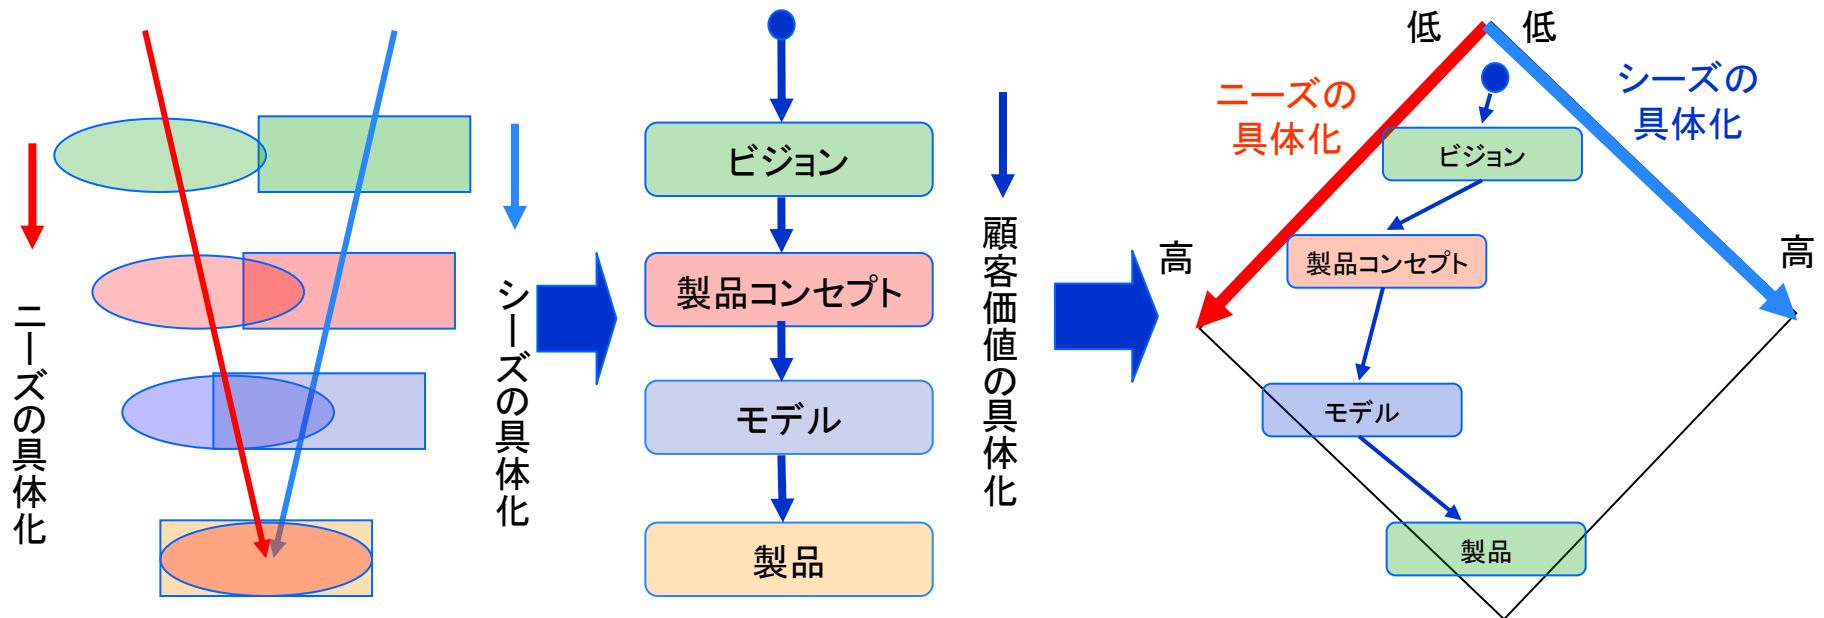 ニーズの具体化
シーズの具体化
ビジョン
製品コンセプト
モデル
製品
顧客価値の具体化
低
低
ニーズの
具体化
シーズの
具体化
高
高
ビジョン
製品コンセプト
モデル
製品